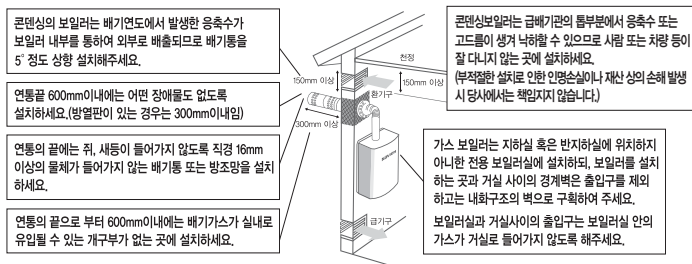 콘덴싱의 보일러는 배기연도에서 발생한 응축수가
보일러 내부를 통하여 외부로 배출되므로 배기통을
5° 정도 상향 설치해주세요.
연통끝 600mm이내에는 어떤 장애물도 없도록
설치하세요.(방열판이 있는 경우는 300mm이내임)
연통의 끝에는 쥐, 새등이 들어가지 않도록 직경 16mm
이상의 물체가 들어가지 않는 배기통 또는 방조망을 설치
하세요.
연통의 끝으로 부터 600mm이내에는 배기가스가 실내로
유입될 수 있는 개구부가 없는 곳에 설치하세요.
천정
150mm 이상
환기구
150mm 이상
300mm 이상
급기구
콘덴싱보일러는 급배기관의 톱부분에서 응축수 또는
고드름이 생겨 낙하할 수 있으므로 사람 또는 차량 등이
잘 다니지 않는 곳에 설치하세요.
(부적절한 설치로 인한 인명손실이나 재산 상의 손해 발생
시 당사에서는 책임지지 않습니다.)
가스 보일러는 지하실 혹은 반지하실에 위치하지
아니한 전용 보일러실에 설치하되, 보일러를 설치
하는 곳과 거실 사이의 경계벽은 출입구를 제외
하고는 내화구조의 벽으로 구획하여 주세요.
보일러실과 거실사이의 출입구는 보일러실 안의
가스가 거실로 들어가지 않도록 해주세요.